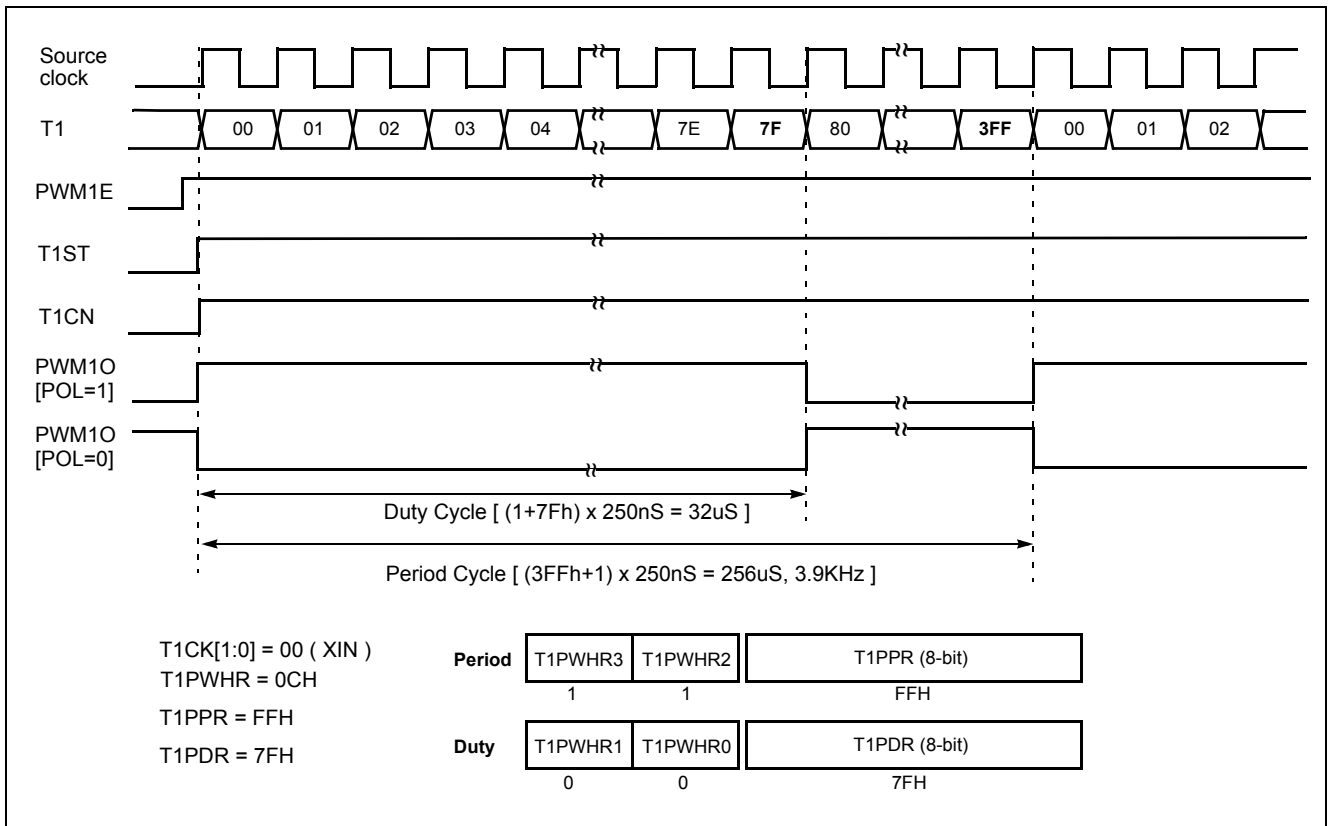 Source
clock
T1 00 01 02 03 04 7E 7F 80 3FF 00 01 02
PWM1E
T1ST
T1CN
PWM1O
[POL=1]
PWM1O
[POL=0]
Duty Cycle [ (1+7Fh) x 250nS = 32uS ]
Period Cycle [ (3FFh+1) x 250nS = 256uS, 3.9KHz ]
T1CK[1:0] = 00 ( XIN )
T1PWHR = 0CH
T1PPR = FFH
T1PDR = 7FH
Period T1PWHR3 T1PWHR2 T1PPR (8-bit)
1 1 FFH
Duty T1PWHR1 T1PWHR0 T1PDR (8-bit)
0 0 7FH